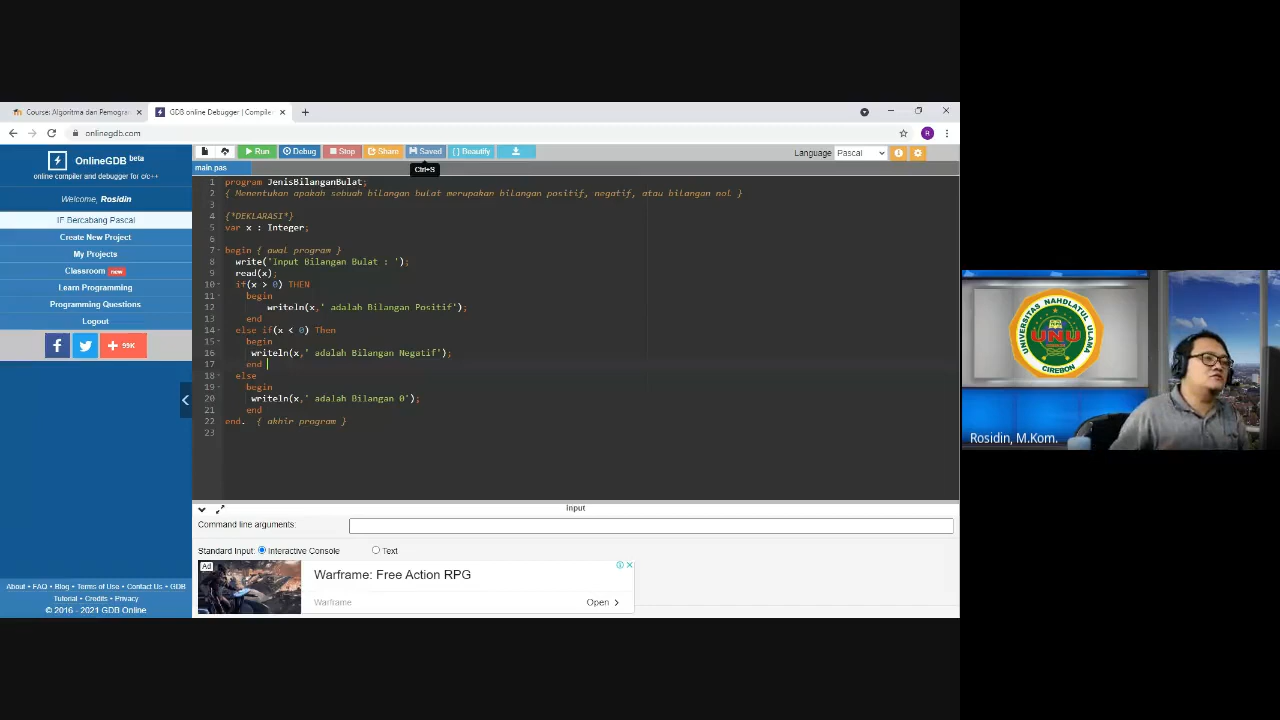 Course: Algoritma dan Pemogra
GDB online Debugger | Compile
onlinegdb.com
R
OnlineGDB beta
online compiler and debugger for c/c++
Welcome, Rosidin
IF Bercabang Pascal
Create New Project
My Projects
Classroom new
Learn Programming
Programming Questions
Logout
99K
About • FAQ • Blog • Terms of Use • Contact Us • GDB
Tutorial • Credits • Privacy
© 2016 - 2021 GDB Online
Run
Debug
Stop
Share
Saved
{ } Beautify
Language Pascal
Ctrl+S
main.pas
1 program JenisBilanganBulat;
2 { Menentukan apakah sebuah bilangan bulat merupakan bilangan positif, negatif, atau bilangan nol }
3
4 {*DEKLARASI*}
5 var x : Integer;
6
7 begin { awal program }
8 write('Input Bilangan Bulat : ');
9 read(x);
10 if(x > 0) THEN
11 begin
12 writeln(x,' adalah Bilangan Positif');
13 end
14 else if(x < 0) Then
15 begin
16 writeln(x,' adalah Bilangan Negatif');
17 end
18 else
19 begin
20 writeln(x,' adalah Bilangan 0');
21 end
22 end. { akhir program }
23
input
Command line arguments:
Standard Input: Interactive Console Text
Ad
Warframe: Free Action RPG
Warframe
Open
UNIVERSITAS NAHDLATUL ULAMA
UNU
CIREBON
Rosidin, M.Kom.